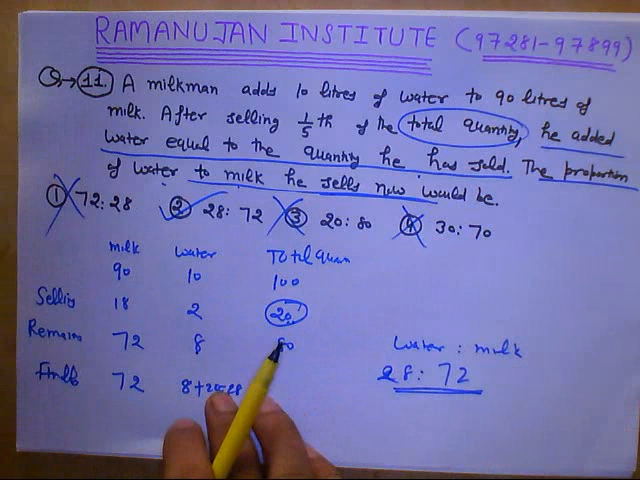 RAMANUJAN INSTITUTE (97281-97899)
Q→ 11. A milkman adds 10 litres of water to 90 litres of
milk. After selling 1/5 th of the total quantity, he added
water equal to the quantity he has sold. The proportion
of water to milk he sells now would be.
1 72:28 2 28:72 3 20:80 4 30:70
milk water Total Quan
90 10 100
Selling 18 2 20
Remains 72 8 80
72 8+20=28
water : milk
28:72